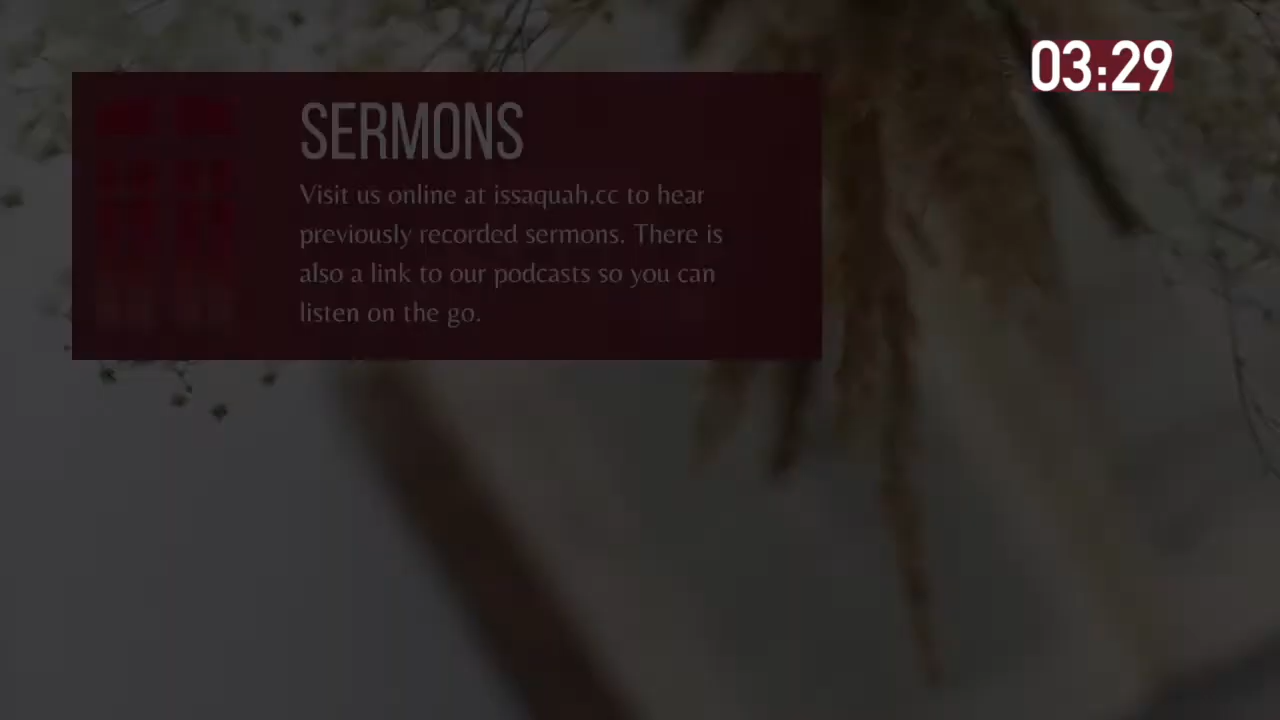 03:29
SERMONS
Visit us online at issaquah.cc to hear
previously recorded sermons. There is
also a link to our podcasts so you can
listen on the go.